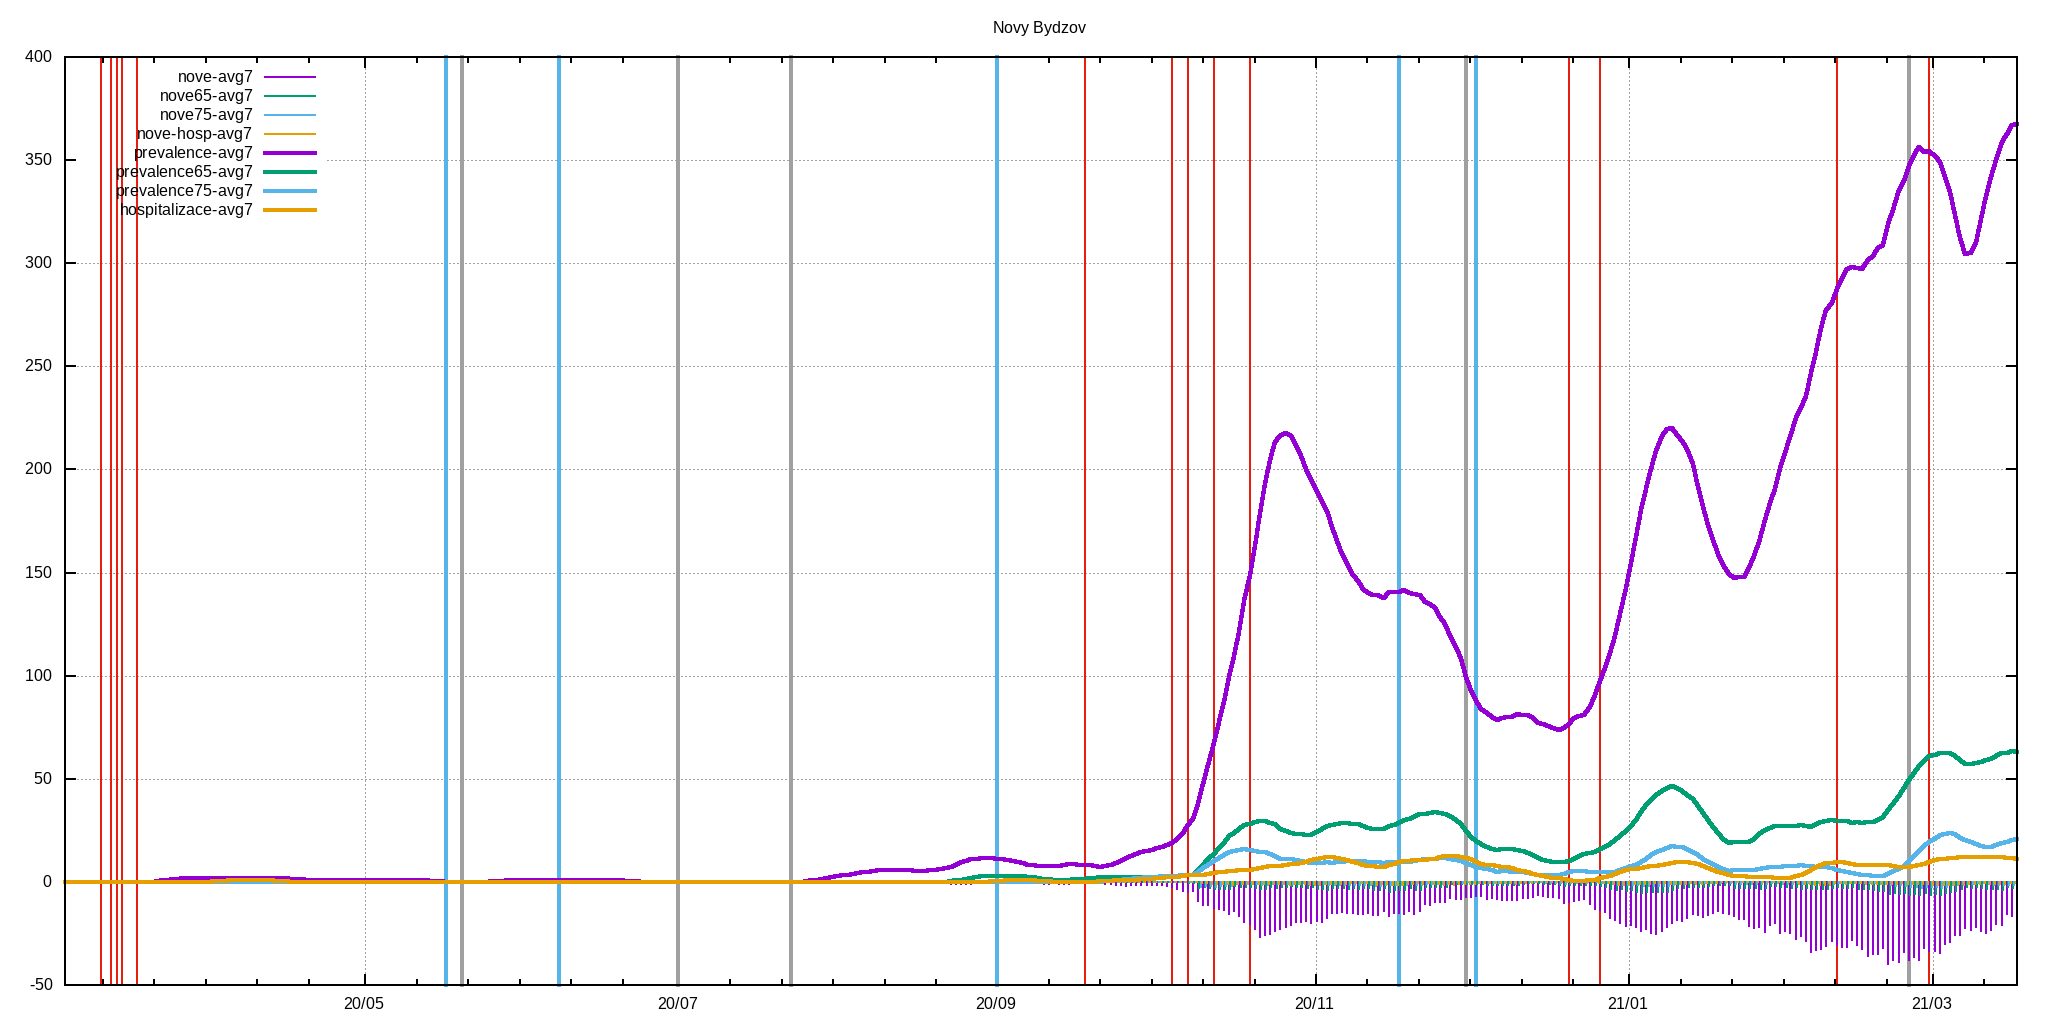 Novy Bydzov
400
350
300
250
200
150
100
50
0
-50
nove-avg7
nove65-avg7
nove75-avg7
nove-hosp-avg7
prevalence-avg7
prevalence65-avg7
prevalence75-avg7
hospitalizace-avg7
20/05 20/07 20/09 20/11 21/01 21/03